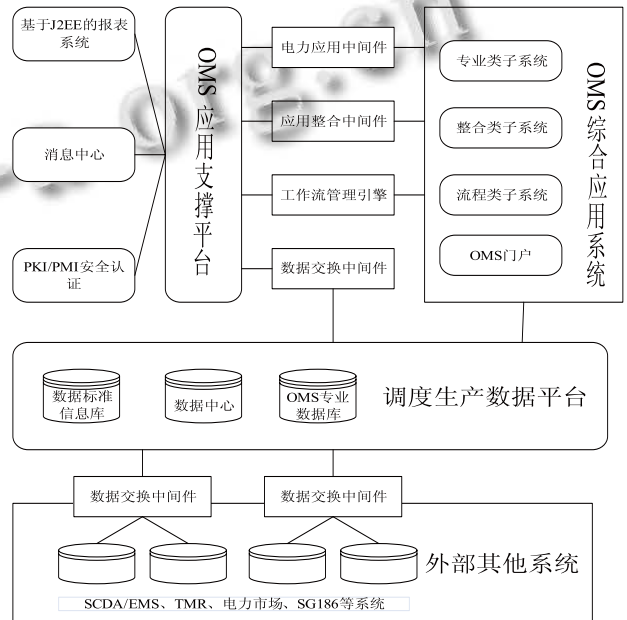 基于J2EE的报表
系统
消息中心
PKI/PMI安全认
证
OMS应用支撑平台
电力应用中间件
应用整合中间件
工作流管理引擎
数据交换中间件
专业类子系统
整合类子系统
流程类子系统
OMS门户
OMS综合应用系统
数据标准
信息库
数据中心
OMS专业
数据库
调度生产数据平台
数据交换中间件
数据交换中间件
外部其他系统
SCDA/EMS、TMR、电力市场、SG186等系统